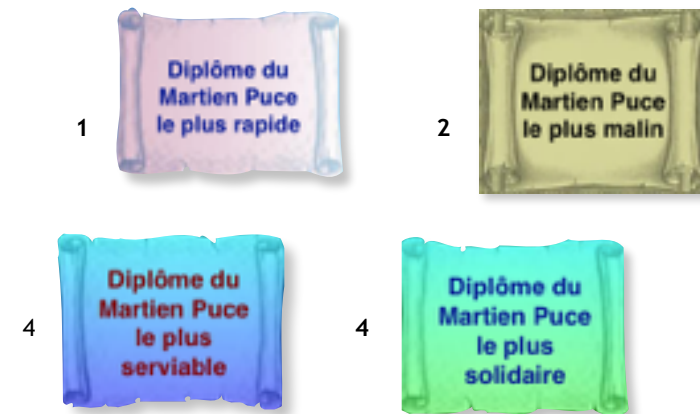 1
Diplôme du
Martien Puce
le plus rapide
2
Diplôme du
Martien Puce
le plus malin
4
Diplôme du
Martien Puce
le plus
serviable
4
Diplôme du
Martien Puce
le plus
solidaire